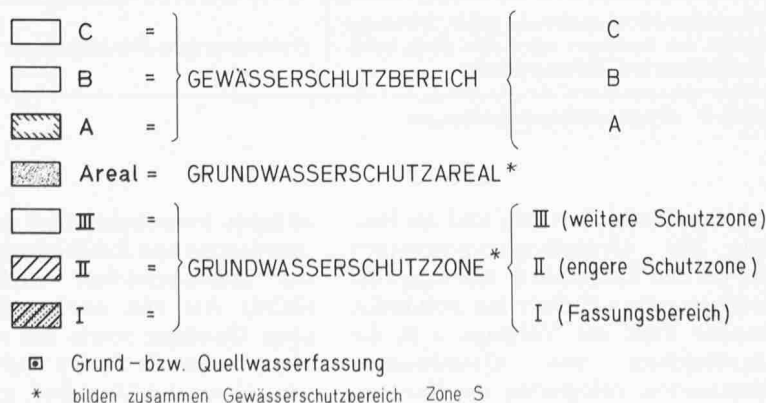 C = C
B = GEWÄSSERSCHUTZBEREICH B
A = A
Areal = GRUNDWASSERSCHUTZAREAL *
III = III (weitere Schutzzone)
II = GRUNDWASSERSCHUTZZONE * II (engere Schutzzone)
I = I (Fassungsbereich)
Grund- bzw. Quellwasserfassung
* bilden zusammen Gewässerschutzbereich Zone S